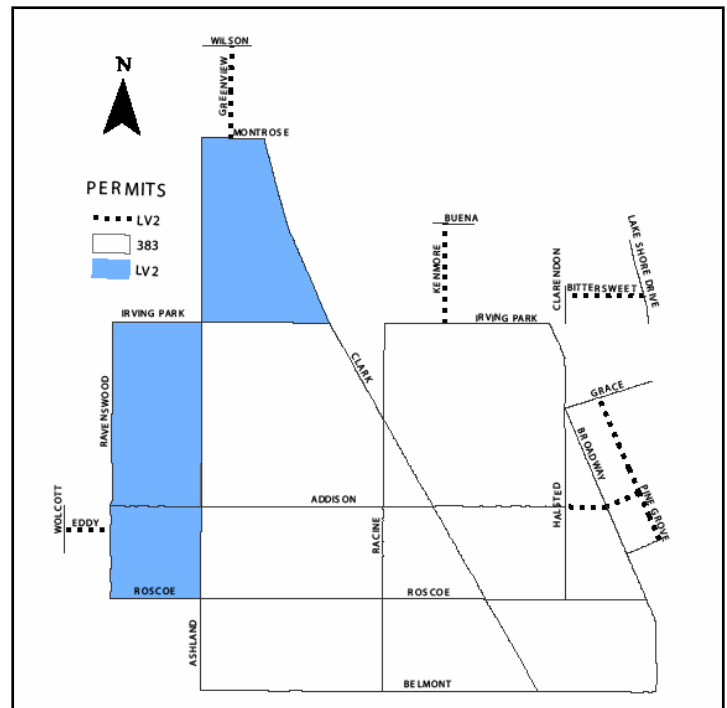 WILSON
GREENVIEW
N
MONTROSE
PERMITS
LV2
383
LV2
BUENA
KENMORE
CLARENDON
LAKE SHORE DRIVE
BITTERSWEET
IRVING PARK
IRVING PARK
CLARK
RAVENSWOOD
GRACE
BROADWAY
PINE GROVE
HALSTED
ADDISON
WOLCOTT
EDDY
RACINE
ROSCOE
ROSCOE
ASHLAND
BELMONT